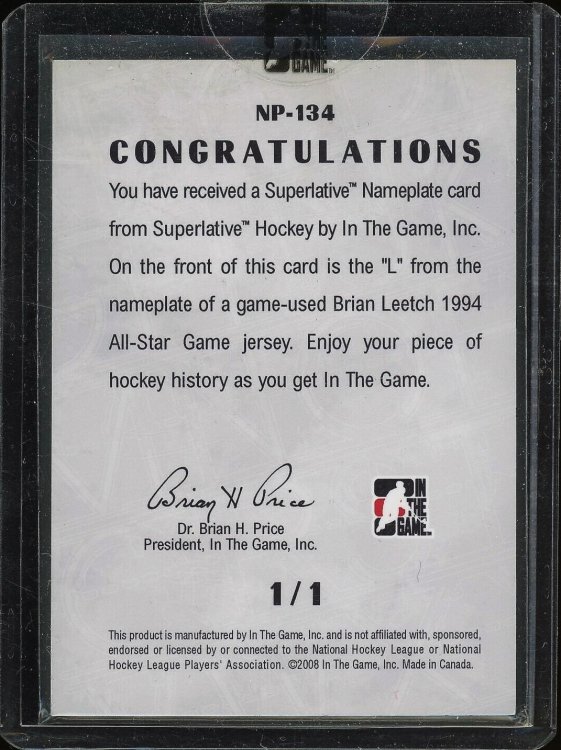 GAME
NP-134
CONGRATULATIONS
You have received a Superlative™ Nameplate card
from Superlative™ Hockey by In The Game, Inc.
On the front of this card is the "L" from the
nameplate of a game-used Brian Leetch 1994
All-Star Game jersey. Enjoy your piece of
hockey history as you get In The Game.
Brian H Price
IN
THE
GAME™
Dr. Brian H. Price
President, In The Game, Inc.
1/1
This product is manufactured by In The Game, Inc. and is not affiliated with, sponsored,
endorsed or licensed by or connected to the National Hockey League or National
Hockey League Players' Association. ©2008 In The Game, Inc. Made in Canada.